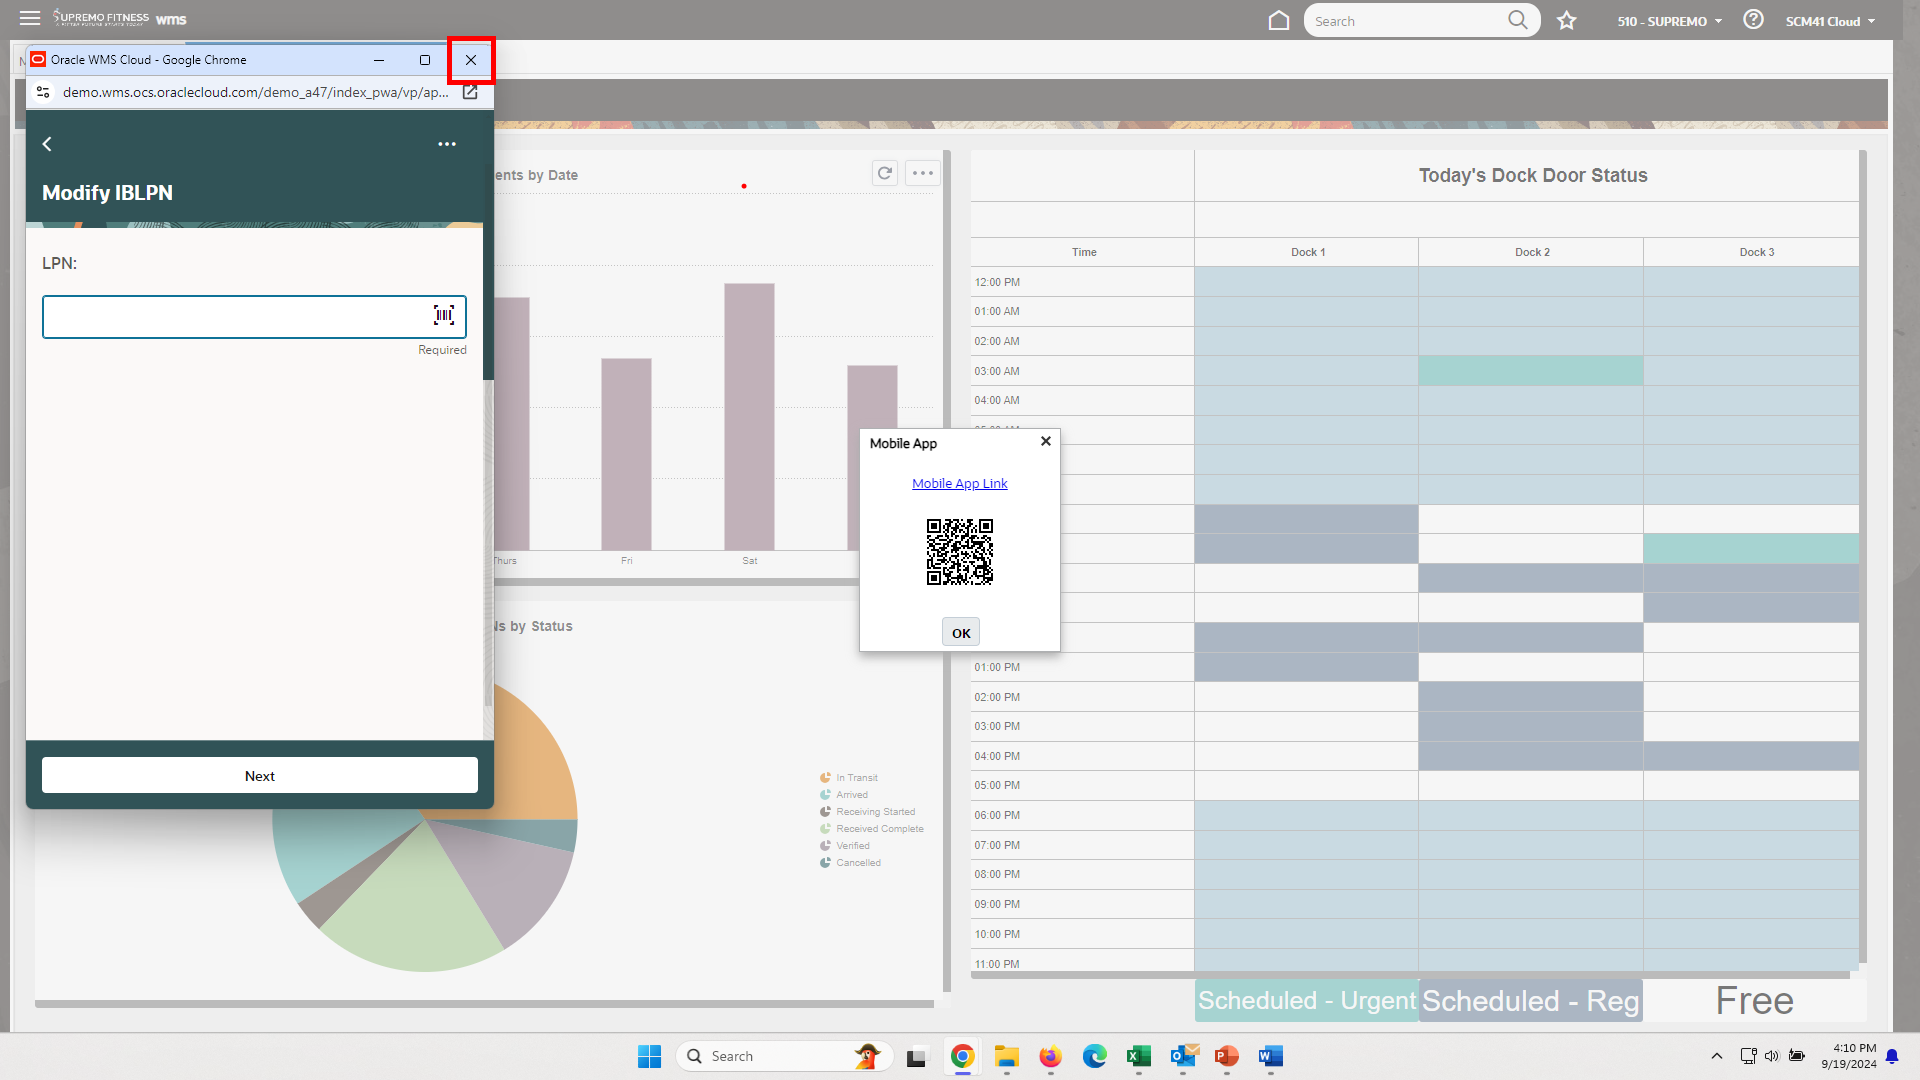 SUPREMO FITNESS wms
Search
510 - SUPREMO
SCM41 Cloud
Oracle WMS Cloud - Google Chrome
demo.wms.ocs.oraclecloud.com/demo_a47/index_pwa/vp/ap...
Modify IBLPN
LPN:
Required
Next
ents by Date
Thurs
Fri
Sat
Ns by Status
In Transit
Arrived
Receiving Started
Received Complete
Verified
Cancelled
Mobile App
Mobile App Link
OK
Today's Dock Door Status
Time Dock 1 Dock 2 Dock 3
12:00 PM
01:00 AM
02:00 AM
03:00 AM
04:00 AM
01:00 PM
02:00 PM
03:00 PM
04:00 PM
05:00 PM
06:00 PM
07:00 PM
08:00 PM
09:00 PM
10:00 PM
11:00 PM
Scheduled - Urgent Scheduled - Reg Free
Search
4:10 PM
9/19/2024